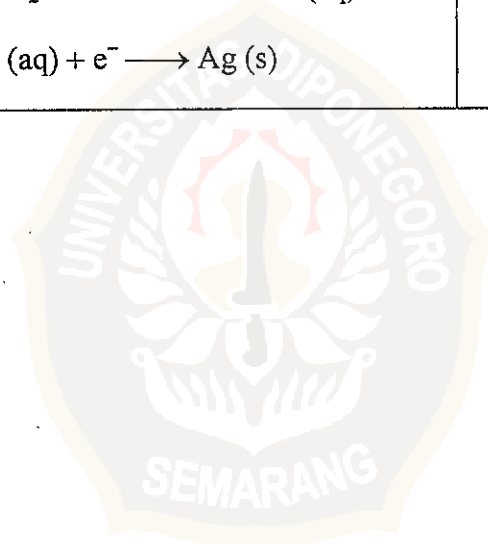 (aq) + e⁻ ⟶ Ag (s)
UNIVERSITAS DIPONEGORO
SEMARANG